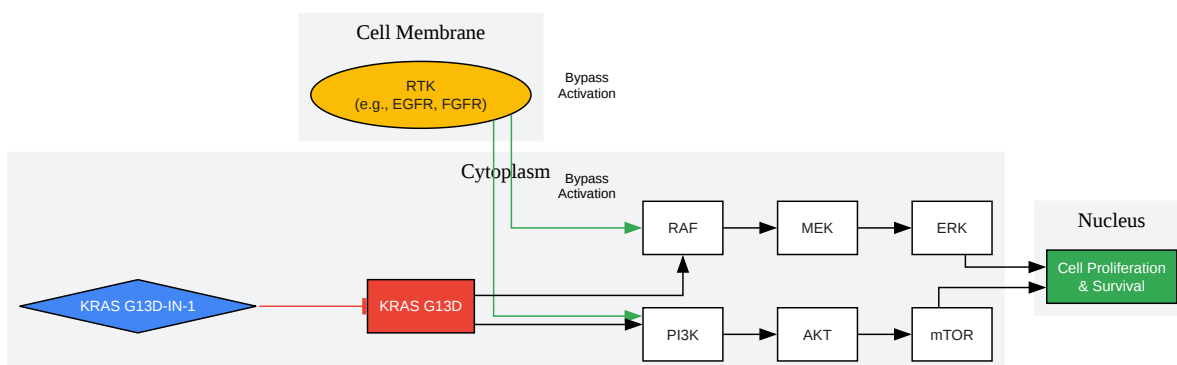 Cell Membrane
RTK
(e.g., EGFR, FGFR)
Bypass
Activation
Cytoplasm
Bypass
Activation
RAF
MEK
ERK
Nucleus
Cell Proliferation
& Survival
KRAS G13D-IN-1
KRAS G13D
PI3K
AKT
mTOR